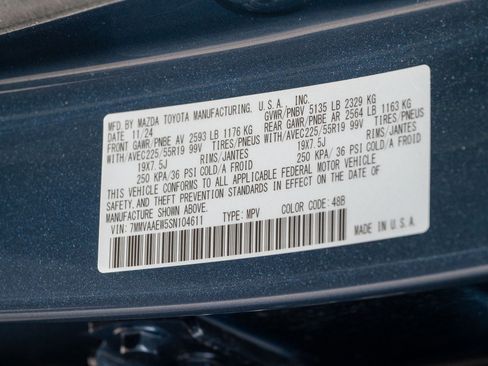 MFD. BY MAZDA TOYOTA MANUFACTURING. U.S.A. INC.
DATE 11/24 GVWR/PNBV 5135 LB 2329 KG
FRONT GAWR/PNBE AV 2593 LB 1176 KG REAR GAWR/PNBE AR 2564 LB 1163 KG
WITH/AVEC225/55R19 99V TIRES/PNEUS WITH/AVEC225/55R19 99V TIRES/PNEUS
19X7.5J RIMS/JANTES 19X7.5J RIMS/JANTES
250 KPA/36 PSI COLD/A FROID 250 KPA/36 PSI COLD/A FROID
THIS VEHICLE CONFORMS TO ALL APPLICABLE FEDERAL MOTOR VEHICLE
SAFETY, AND THEFT PREVENTION STANDARDS IN EFFECT ON THE DATE OF
MANUFACTURE SHOWN ABOVE.
VIN: 7MMVAAEW5SN104611 TYPE: MPV COLOR CODE: 48B
MADE IN U.S.A.